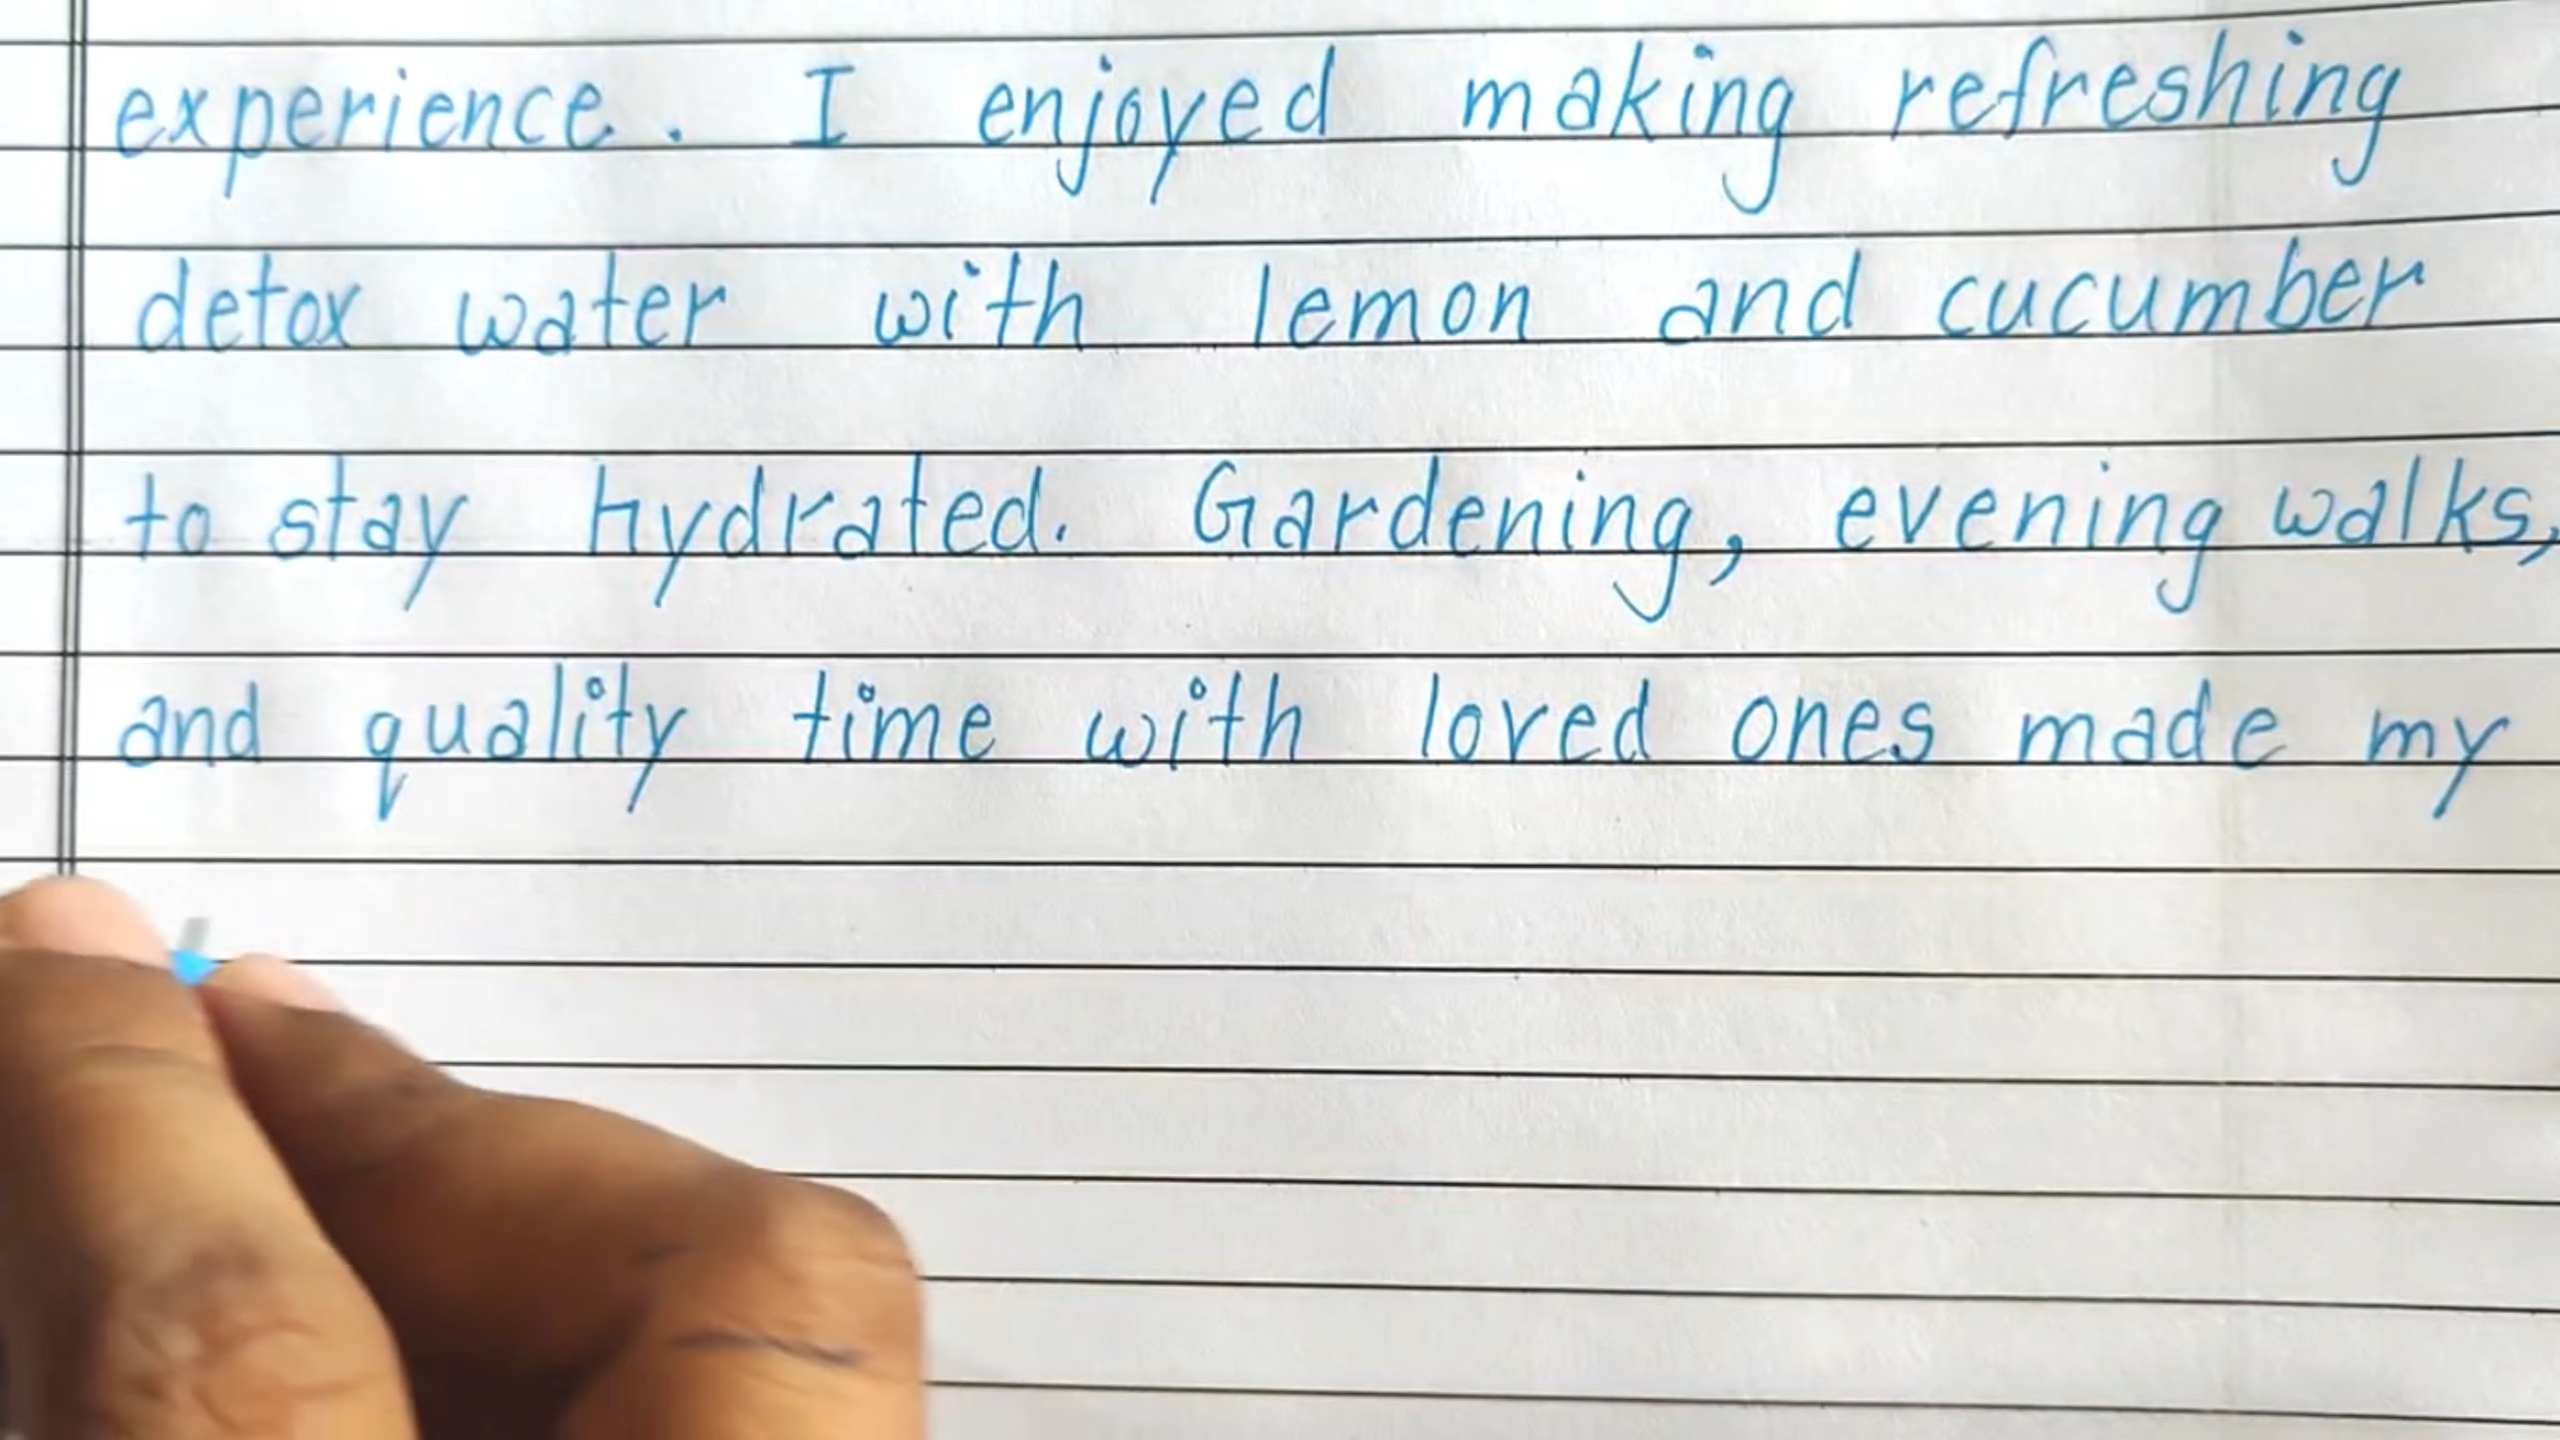 experience. I enjoyed making refreshing
detox water with lemon and cucumber
to stay hydrated. Gardening, evening walks,
and quality time with loved ones made my